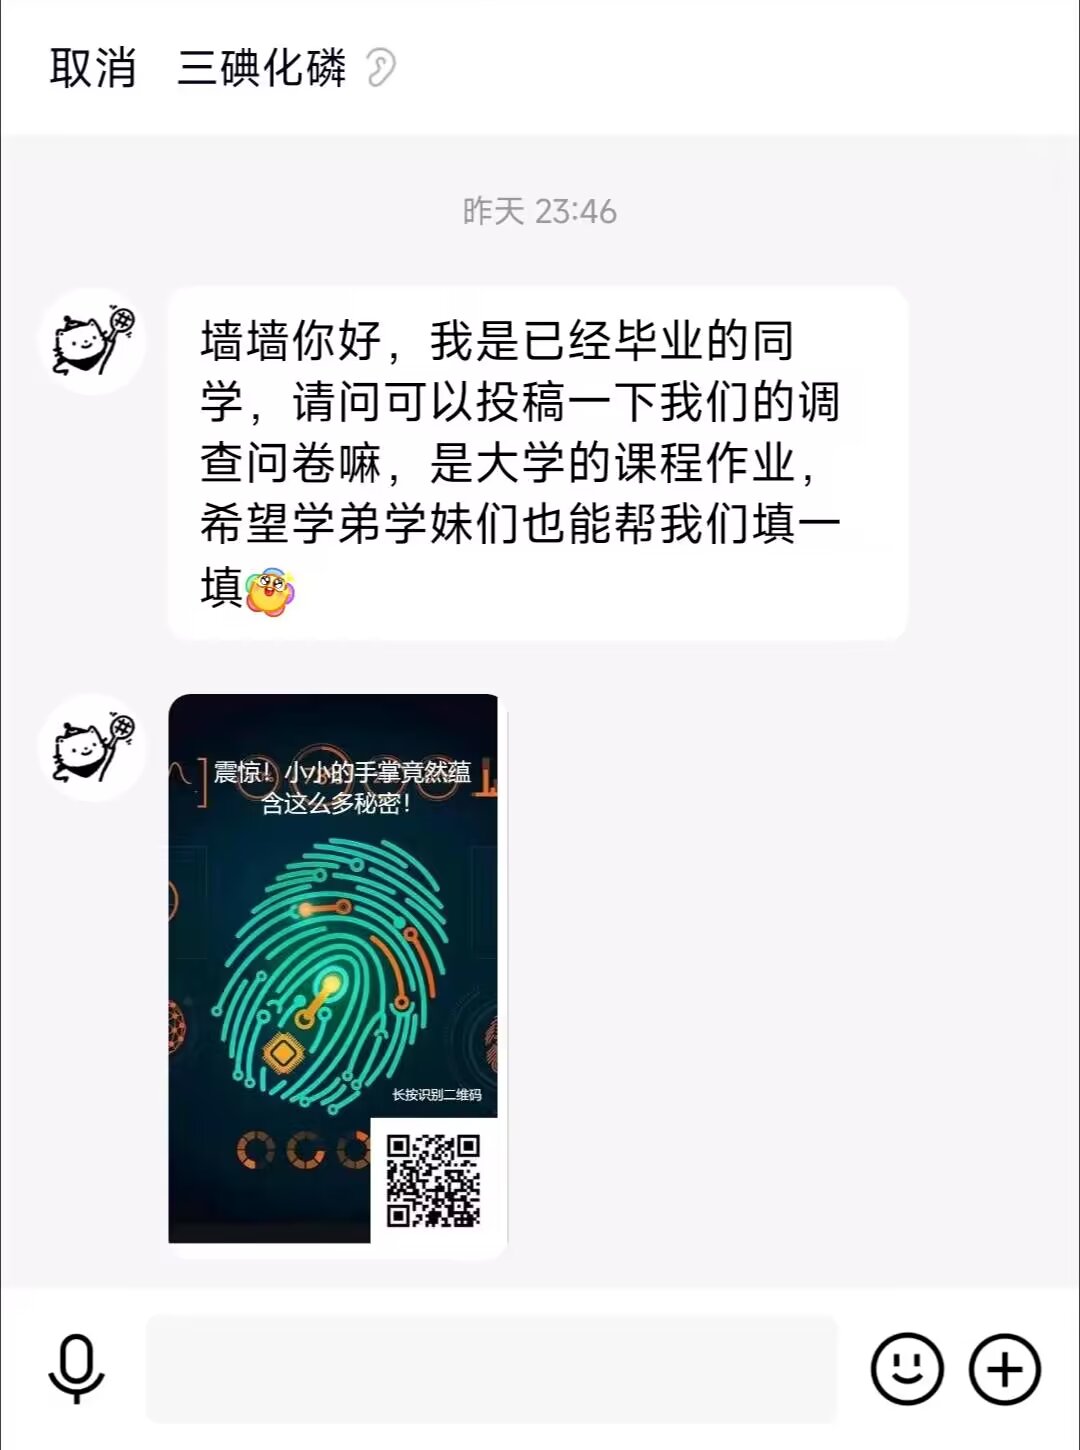 取消 三碘化磷
昨天 23:46
墙墙你好，我是已经毕业的同
学，请问可以投稿一下我们的调
查问卷嘛，是大学的课程作业，
希望学弟学妹们也能帮我们填一
填
震惊！小小的手掌竟然蕴
含这么多秘密！
长按识别二维码